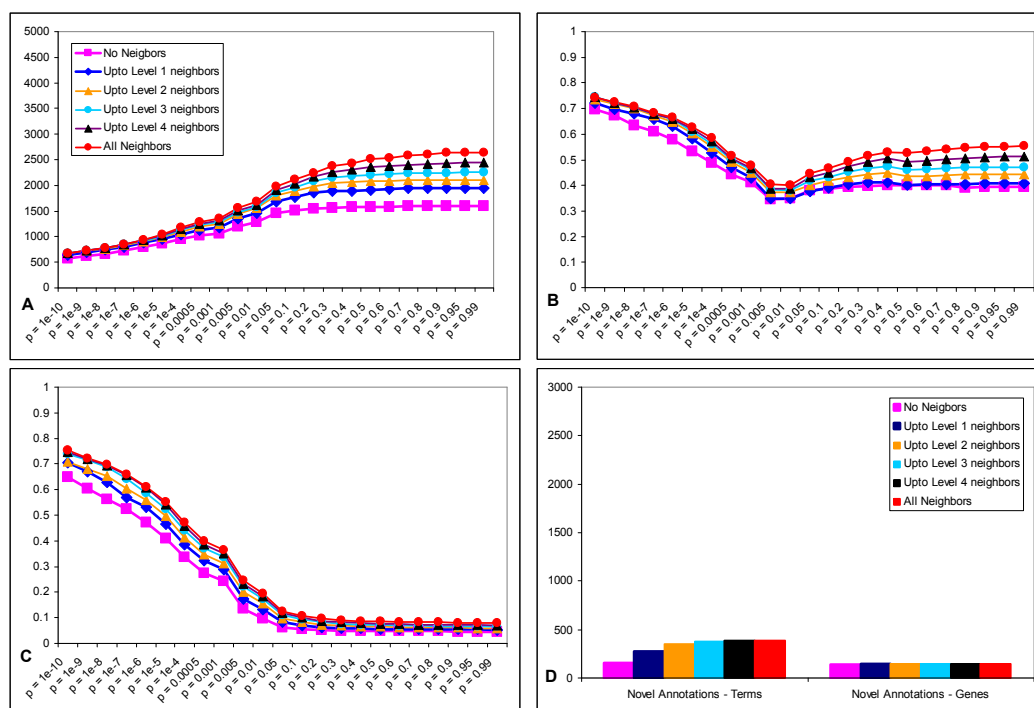 5000
4500
4000
3500
3000
2500
2000
1500
1000
500
0
No Neigbors
Upto Level 1 neighbors
Upto Level 2 neighbors
Upto Level 3 neighbors
Upto Level 4 neighbors
All Neighbors
A
p = 1e-10
p = 1e-9
p = 1e-8
p = 1e-7
p = 1e-6
p = 1e-5
p = 1e-4
p = 0.0005
p = 0.001
p = 0.005
p = 0.01
p = 0.05
p = 0.1
p = 0.2
p = 0.3
p = 0.4
p = 0.5
p = 0.6
p = 0.7
p = 0.8
p = 0.9
p = 0.95
p = 0.99
1
0.9
0.8
0.7
0.6
0.5
0.4
0.3
0.2
0.1
0
B
p = 1e-10
p = 1e-9
p = 1e-8
p = 1e-7
p = 1e-6
p = 1e-5
p = 1e-4
p = 0.0005
p = 0.001
p = 0.005
p = 0.01
p = 0.05
p = 0.1
p = 0.2
p = 0.3
p = 0.4
p = 0.5
p = 0.6
p = 0.7
p = 0.8
p = 0.9
p = 0.95
p = 0.99
1
0.9
0.8
0.7
0.6
0.5
0.4
0.3
0.2
0.1
0
C
p = 1e-10
p = 1e-9
p = 1e-8
p = 1e-7
p = 1e-6
p = 1e-5
p = 1e-4
p = 0.0005
p = 0.001
p = 0.005
p = 0.01
p = 0.05
p = 0.1
p = 0.2
p = 0.3
p = 0.4
p = 0.5
p = 0.6
p = 0.7
p = 0.8
p = 0.9
p = 0.95
p = 0.99
3000
2500
2000
1500
1000
500
0
No Neigbors
Upto Level 1 neighbors
Upto Level 2 neighbors
Upto Level 3 neighbors
Upto Level 4 neighbors
All Neighbors
D
Novel Annotations - Terms
Novel Annotations - Genes